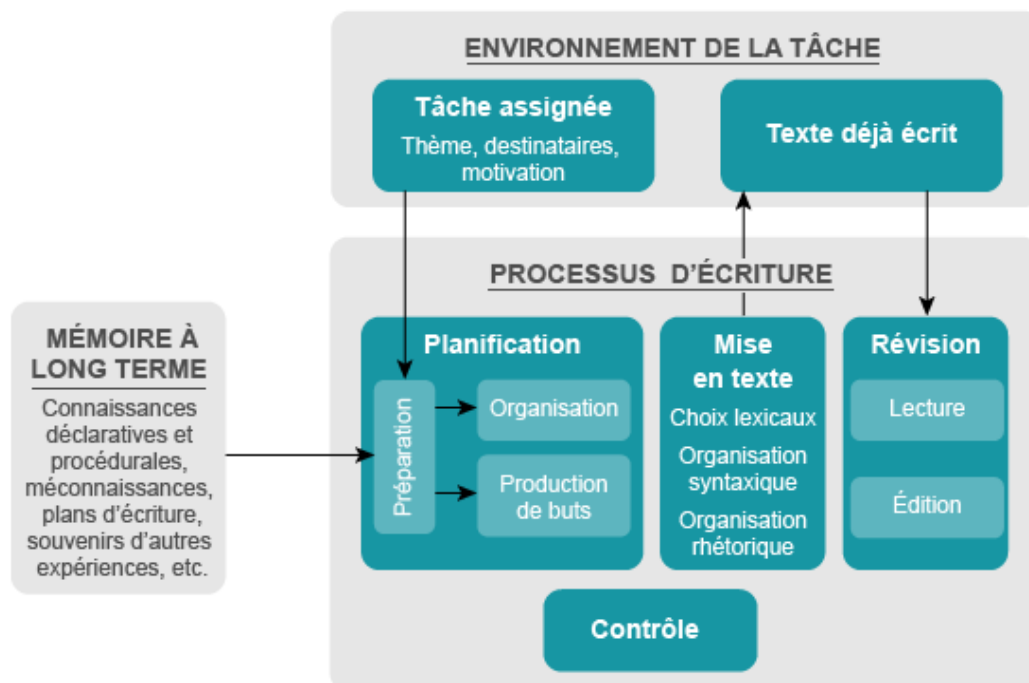 ENVIRONNEMENT DE LA TÂCHE
Tâche assignée
Thème, destinataires,
motivation
Texte déjà écrit
PROCESSUS D'ÉCRITURE
MÉMOIRE À
LONG TERME
Connaissances
déclaratives et
procédurales,
méconnaissances,
plans d'écriture,
souvenirs d'autres
expériences, etc.
Planification
Préparation
Organisation
Production
de buts
Mise
en texte
Choix lexicaux
Organisation
syntaxique
Organisation
rhétorique
Révision
Lecture
Édition
Contrôle